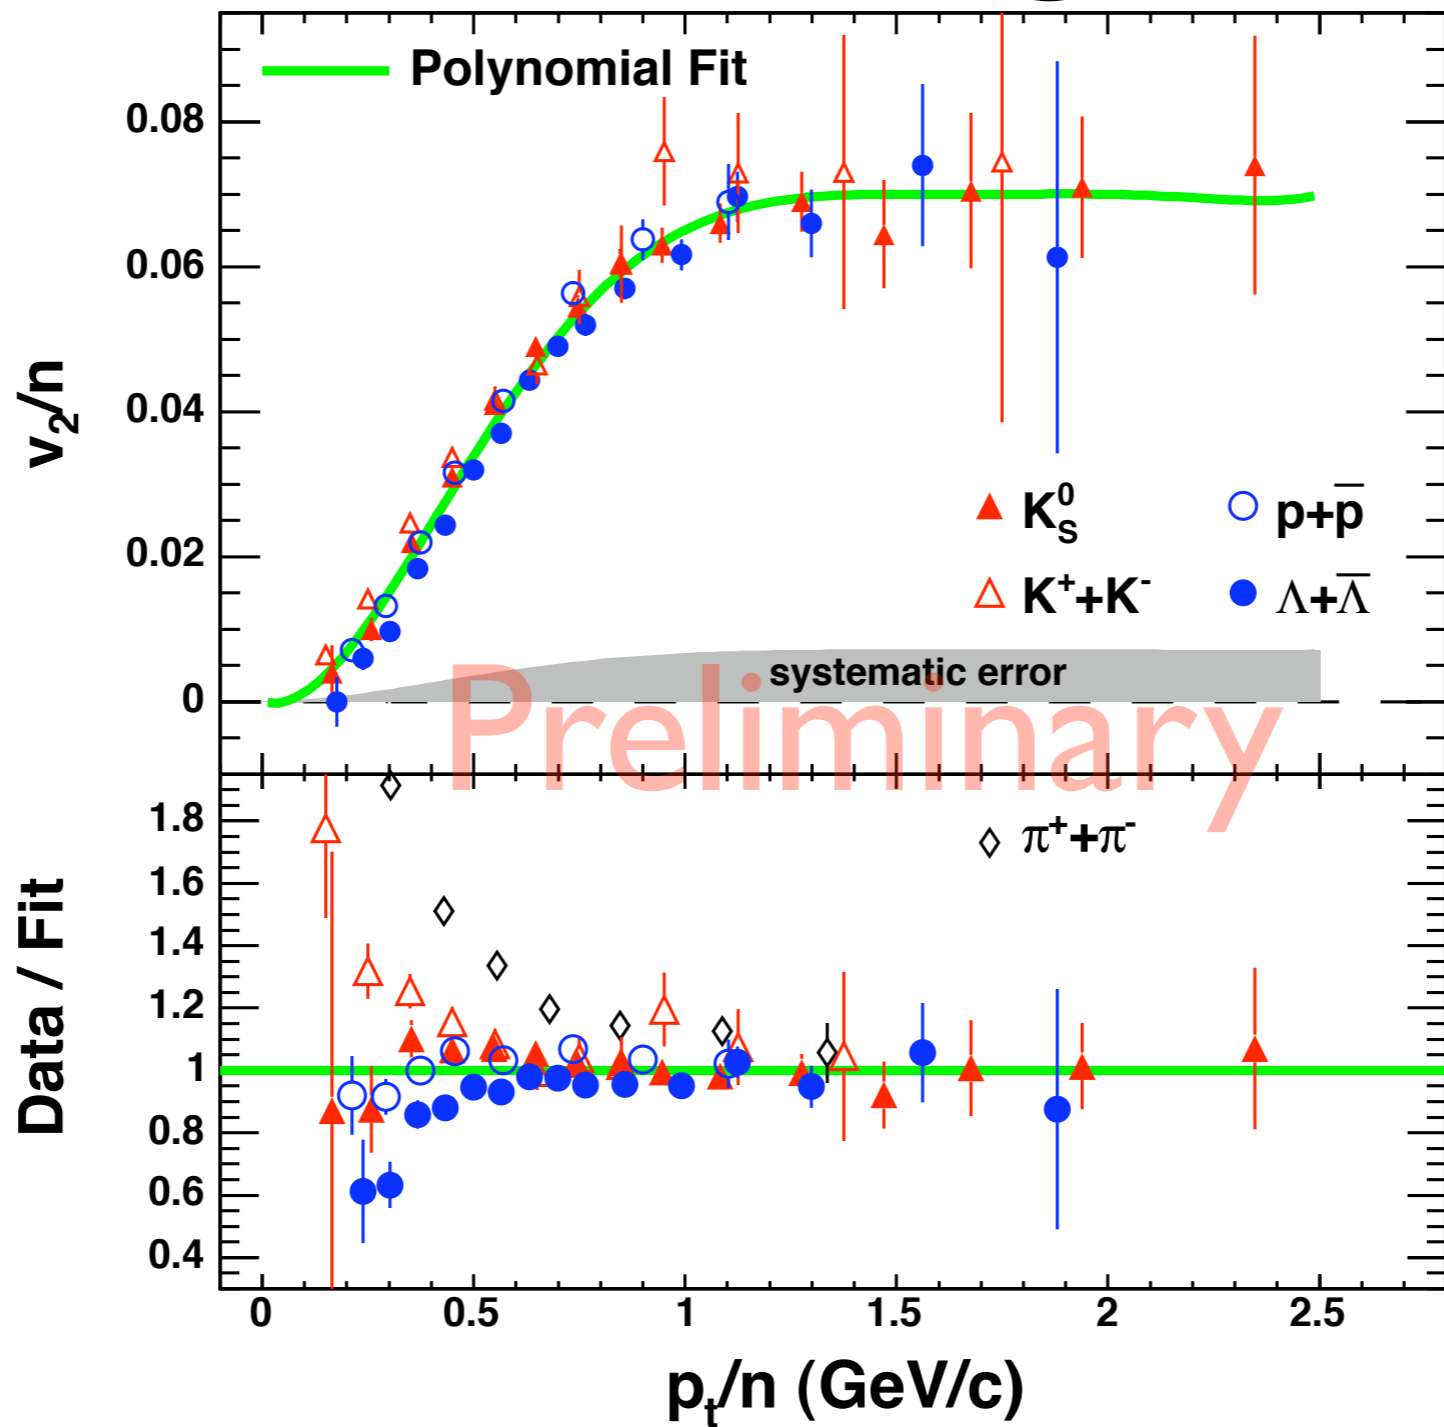 Polynomial Fit
0.08
0.06
0.04
0.02
0
v₂/n
K⁰_S
p+p̅
K⁺+K⁻
Λ+Λ̅
systematic error
Preliminary
1.8
1.6
1.4
1.2
1
0.8
0.6
0.4
Data / Fit
π⁺+π⁻
0 0.5 1 1.5 2 2.5
pₜ/n (GeV/c)